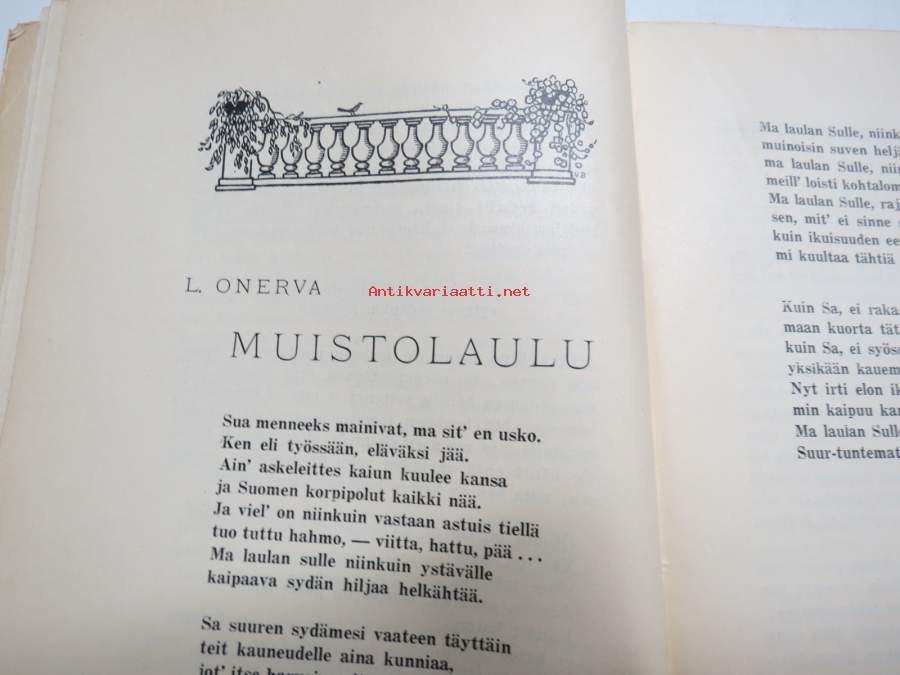 V.B
L. ONERVA
Antikvariaatti.net
MUISTOLAULU
Sua menneeks mainivat, ma sit' en usko.
Ken eli työssään, eläväksi jää.
Ain' askeleittes kaiun kuulee kansa
ja Suomen korpipolut kaikki nää.
Ja viel' on niinkuin vastaan astuis tiellä
tuo tuttu hahmo, — viitta, hattu, pää ...
Ma laulan sulle niinkuin ystävälle
kaipaava sydän hiljaa helkähtää.
Sa suuren sydämesi vaateen täyttäin
teit kauneudelle aina kunniaa,
jot' itse
Ma laulan Sulle, niink
muinoisin suven helj
ma laulan Sulle, niin
meill' loisti kohtalom
Ma laulan Sulle, raj
sen, mit' ei sinne
kuin ikuisuuden ee
mi kuultaa tähtiä
Kuin Sa, ei raka
maan kuorta tät
kuin Sa, ei syöss
yksikään kauem
Nyt irti elon ik
min kaipuu kan
Ma laulan Sull
Suur-tuntemat